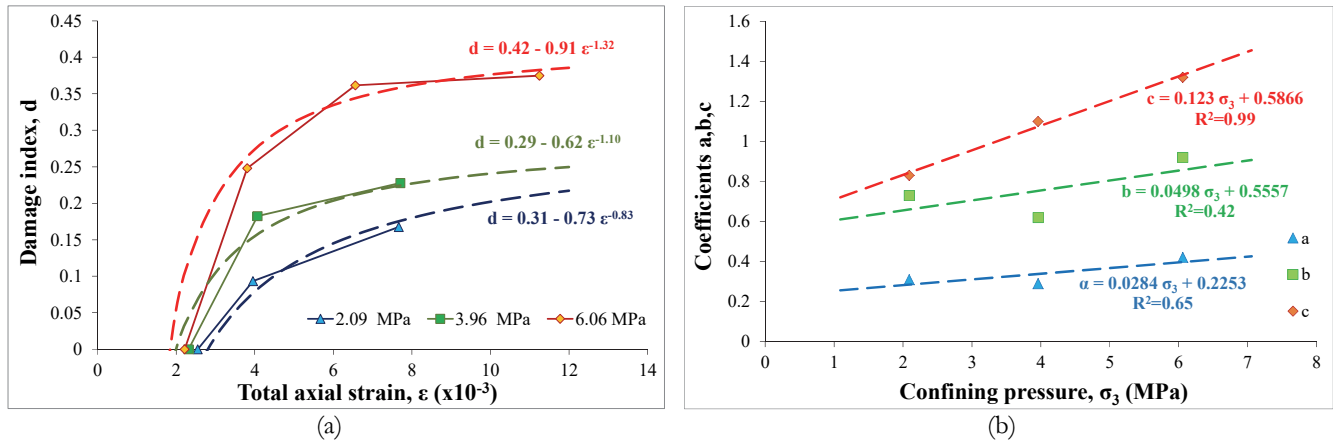 0.45
0.4
0.35
0.3
0.25
0.2
0.15
0.1
0.05
0
Damage index, d
d = 0.42 - 0.91 ε-1.32
d = 0.29 - 0.62 ε-1.10
d = 0.31 - 0.73 ε-0.83
2.09 MPa 3.96 MPa 6.06 MPa
0 2 4 6 8 10 12 14
Total axial strain, ε (x10-3)
(a)
1.6
1.4
1.2
1
0.8
0.6
0.4
0.2
0
Coefficients a,b,c
c = 0.123 σ3 + 0.5866
R2=0.99
b = 0.0498 σ3 + 0.5557
R2=0.42
α = 0.0284 σ3 + 0.2253
R2=0.65
a
b
c
0 1 2 3 4 5 6 7 8
Confining pressure, σ3 (MPa)
(b)